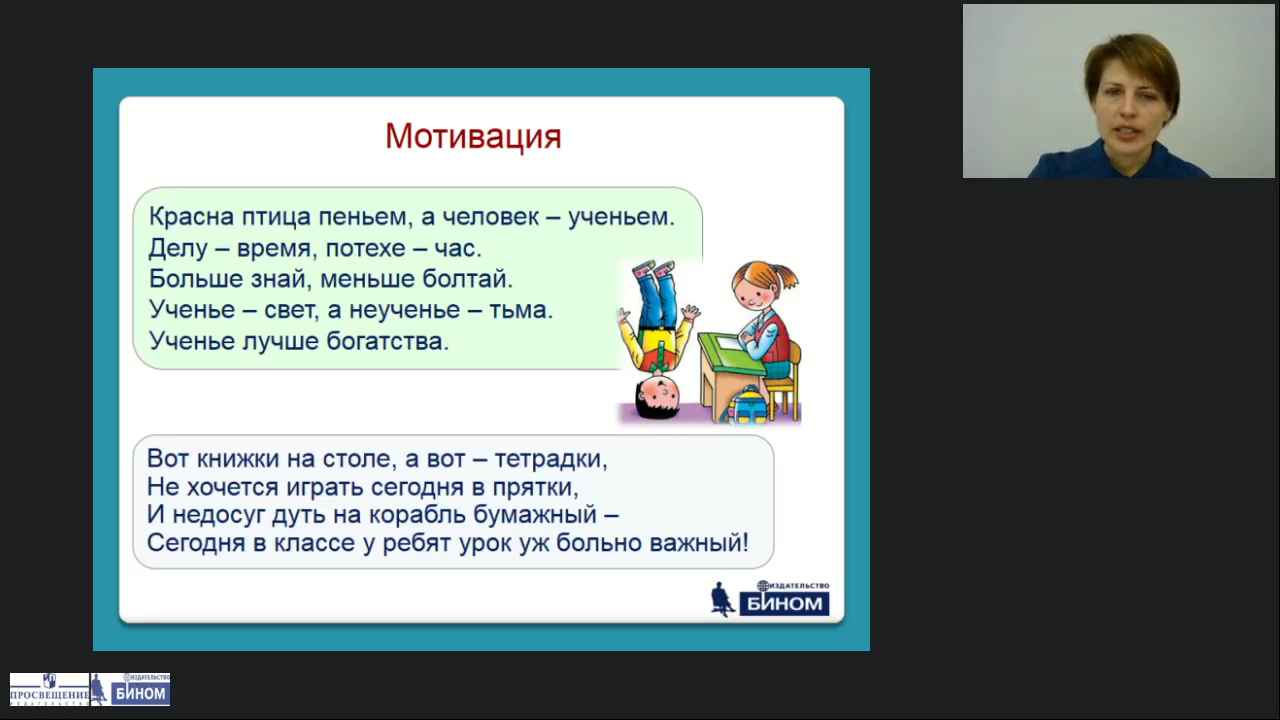 Мотивация
Красна птица пеньем, а человек – ученьем.
Делу – время, потехе – час.
Больше знай, меньше болтай.
Ученье – свет, а неученье – тьма.
Ученье лучше богатства.
Вот книжки на столе, а вот – тетрадки,
Не хочется играть сегодня в прятки,
И недосуг дуть на корабль бумажный –
Сегодня в классе у ребят урок уж больно важный!
ИЗДАТЕЛЬСТВО
БИНОМ
ПРОСВЕЩЕНИЕ
ИЗДАТЕЛЬСТВО
ИЗДАТЕЛЬСТВО
БИНОМ